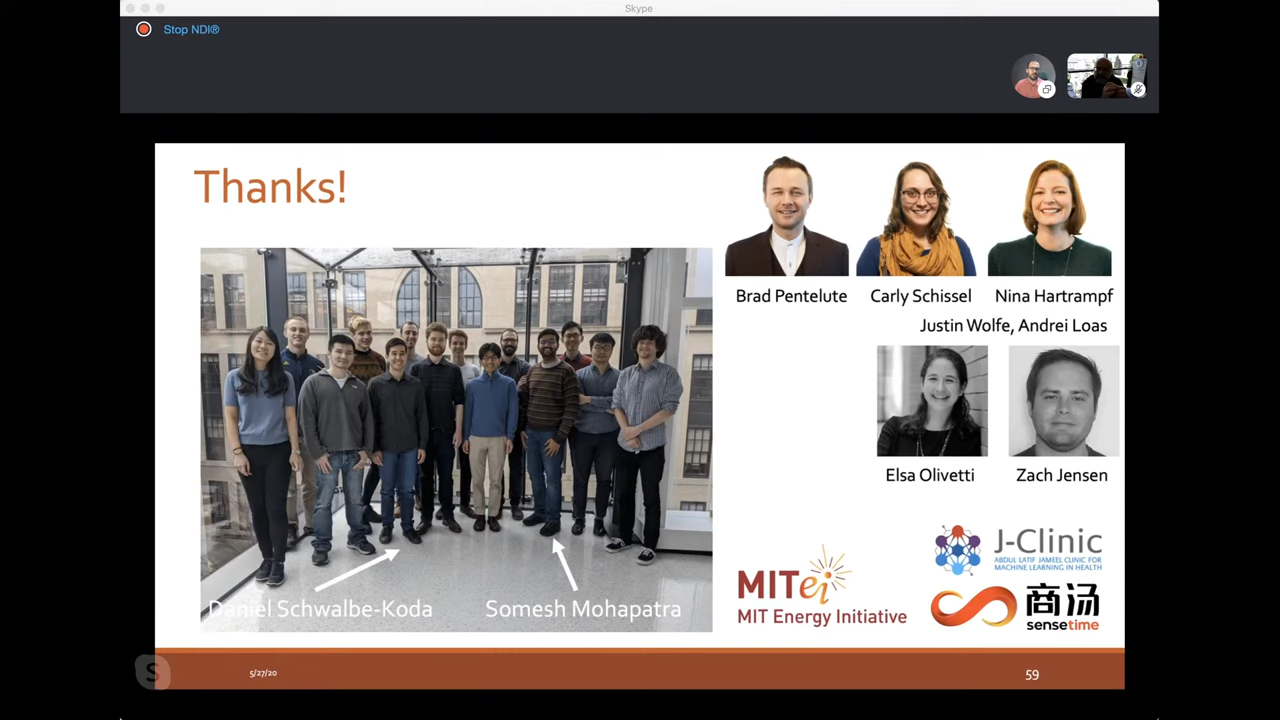 Skype
Stop NDI®
Thanks!
Brad Pentelute
Carly Schissel
Nina Hartrampf
Justin Wolfe, Andrei Loas
Elsa Olivetti
Zach Jensen
Daniel Schwalbe-Koda
Somesh Mohapatra
MITei
MIT Energy Initiative
J-Clinic
ABDUL LATIF JAMEEL CLINIC FOR
MACHINE LEARNING IN HEALTH
商汤
sensetime
S
5/27/20
59